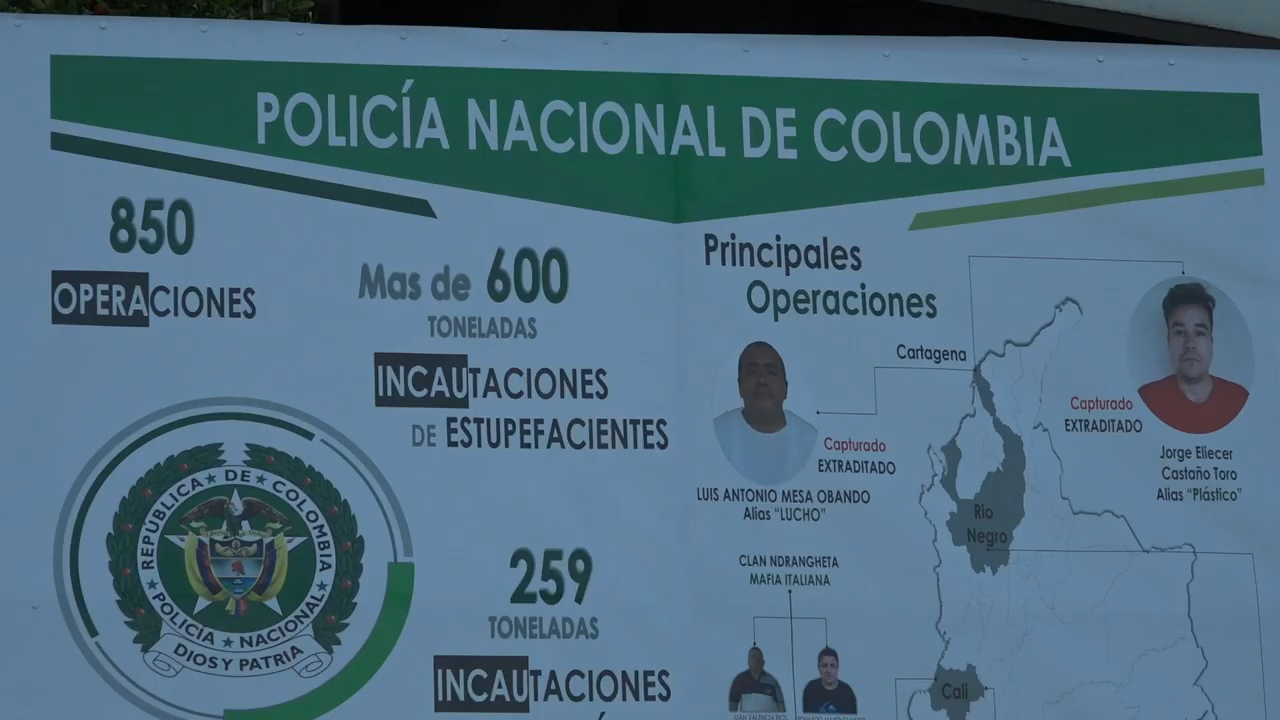 POLICÍA NACIONAL DE COLOMBIA
850
OPERACIONES
Mas de 600
TONELADAS
INCAUTACIONES
DE ESTUPEFACIENTES
REPÚBLICA DE COLOMBIA
POLICÍA NACIONAL
DIOS Y PATRIA
259
TONELADAS
INCAUTACIONES
Principales
Operaciones
Cartagena
Capturado
EXTRADITADO
LUIS ANTONIO MESA OBANDO
Alias "LUCHO"
Capturado
EXTRADITADO
Jorge Eliecer
Castaño Toro
Alias "Plástico"
Rio
Negro
CLAN NDRANGHETA
MAFIA ITALIANA
Cali